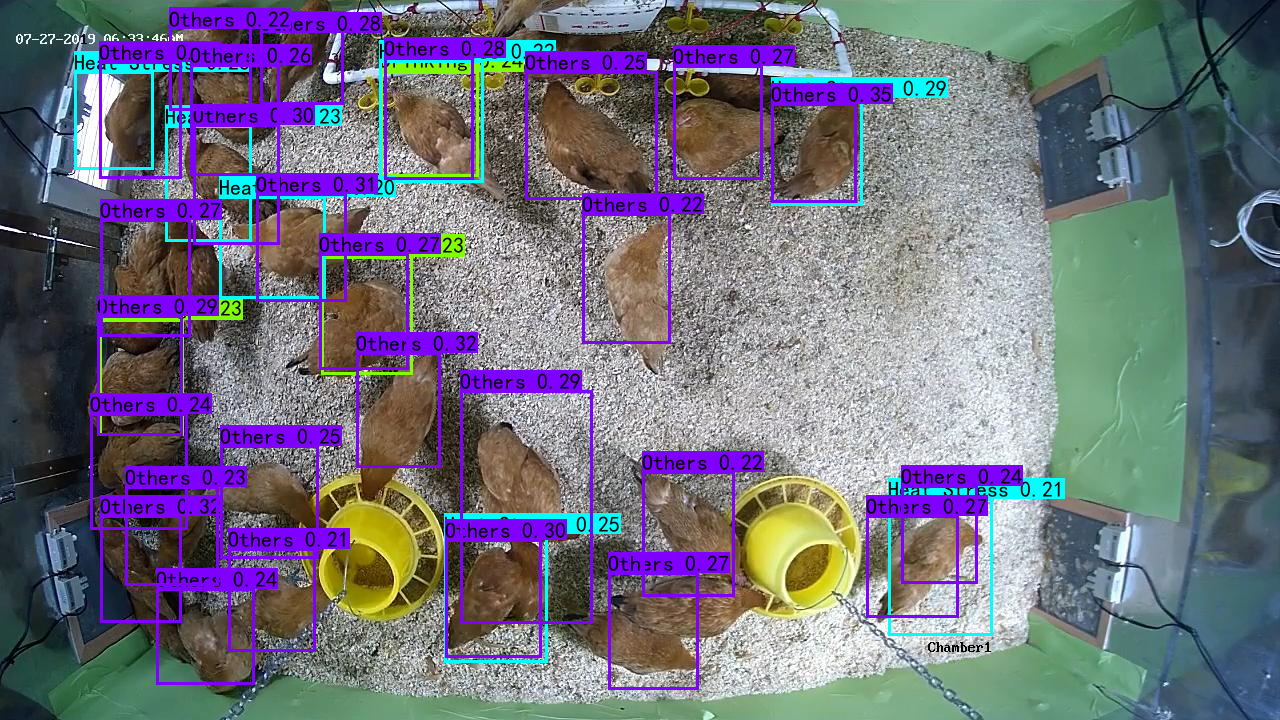 Others 0.22
Others 0.28
07-27-2019 06:33:46
Others 0.28
0.22
Others 0.26
Others 0.25
Others 0.27
Heat Stress
Others 0.35
0.29
Others 0.30
23
Others 0.31
20
Others 0.27
Others 0.22
Others 0.27
23
Others 0.29
23
Others 0.32
Others 0.29
Others 0.24
Others 0.25
Others 0.22
Others 0.23
Others 0.24
Heat Stress 0.21
Others 0.32
Others 0.27
Others 0.30
0.25
Others 0.21
Others 0.27
Others 0.24
Chamber1